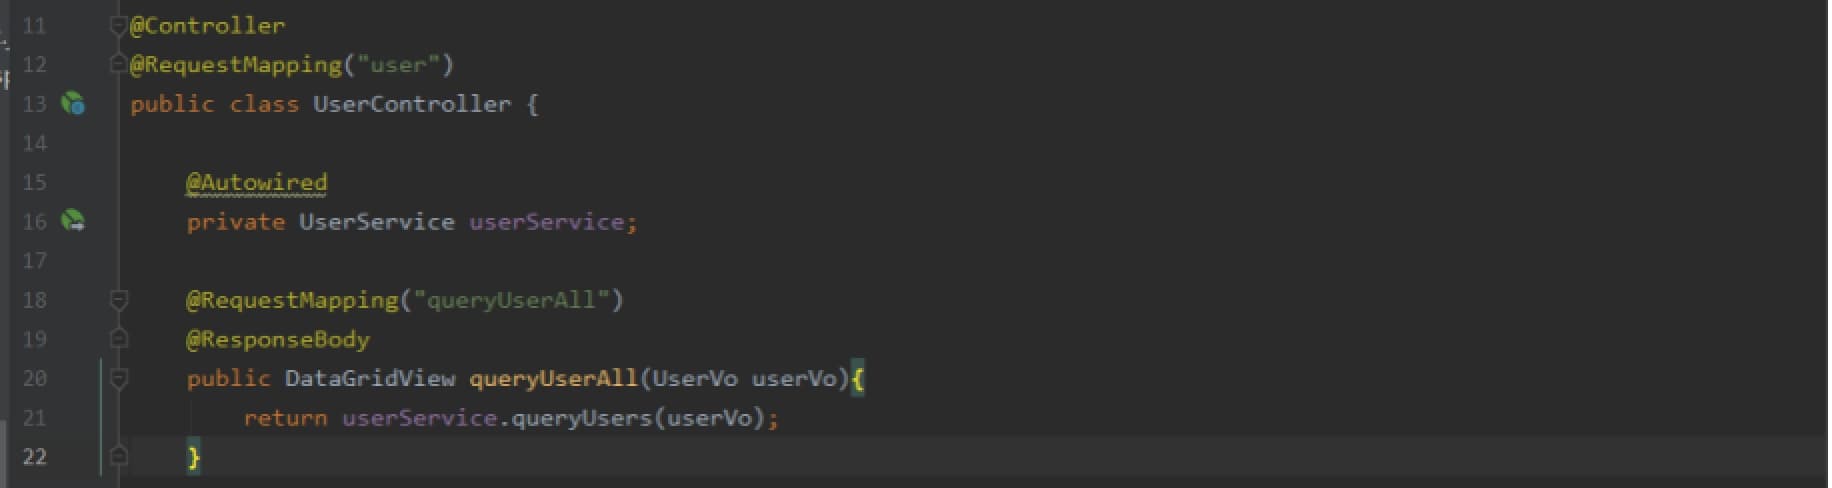 11 @Controller
12 @RequestMapping("user")
13 public class UserController {
14
15 @Autowired
16 private UserService userService;
17
18 @RequestMapping("queryUserAll")
19 @ResponseBody
20 public DataGridView queryUserAll(UserVo userVo){
21 return userService.queryUsers(userVo);
22 }